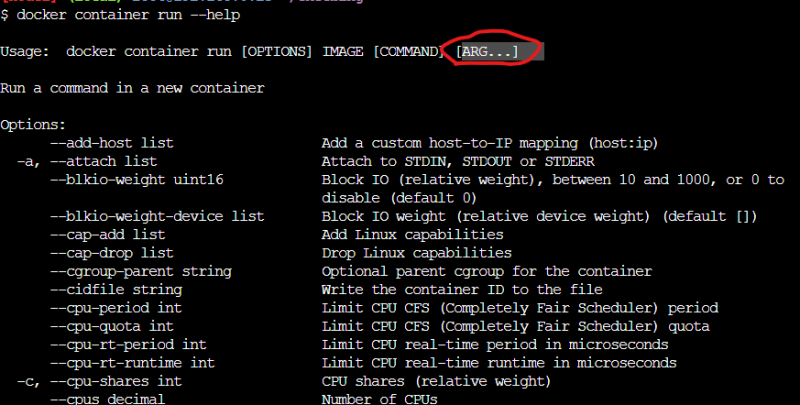 $ docker container run --help
Usage:  docker container run [OPTIONS] IMAGE [COMMAND] [ARG...]
Run a command in a new container
Options:
--add-host list Add a custom host-to-IP mapping (host:ip)
-a, --attach list Attach to STDIN, STDOUT or STDERR
--blkio-weight uint16 Block IO (relative weight), between 10 and 1000, or 0 to
disable (default 0)
--blkio-weight-device list Block IO weight (relative device weight) (default [])
--cap-add list Add Linux capabilities
--cap-drop list Drop Linux capabilities
--cgroup-parent string Optional parent cgroup for the container
--cidfile string Write the container ID to the file
--cpu-period int Limit CPU CFS (Completely Fair Scheduler) period
--cpu-quota int Limit CPU CFS (Completely Fair Scheduler) quota
--cpu-rt-period int Limit CPU real-time period in microseconds
--cpu-rt-runtime int Limit CPU real-time runtime in microseconds
-c, --cpu-shares int CPU shares (relative weight)
--cpus decimal Number of CPUs